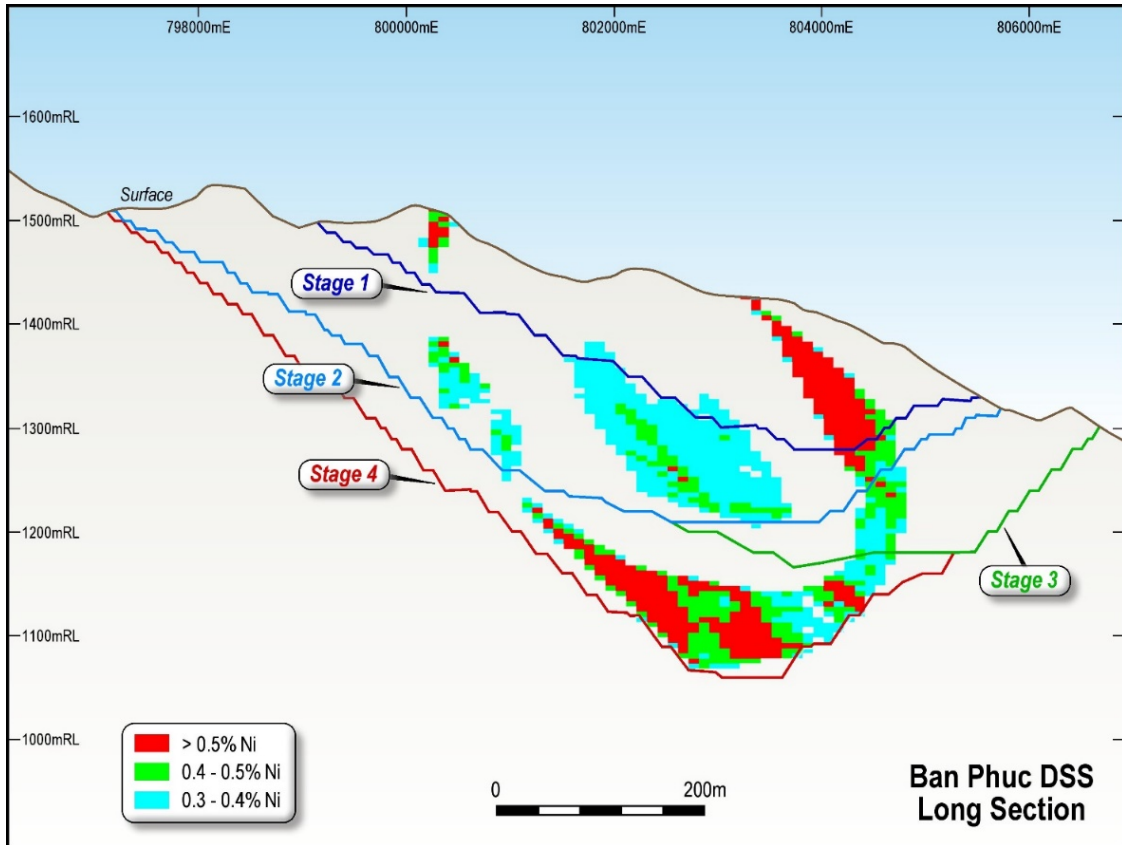 798000mE
800000mE
802000mE
804000mE
806000mE
1600mRL
Surface
1500mRL
Stage 1
1400mRL
Stage 2
1300mRL
Stage 4
1200mRL
Stage 3
1100mRL
1000mRL
> 0.5% Ni
0.4 - 0.5% Ni
0.3 - 0.4% Ni
0
200m
Ban Phuc DSS
Long Section